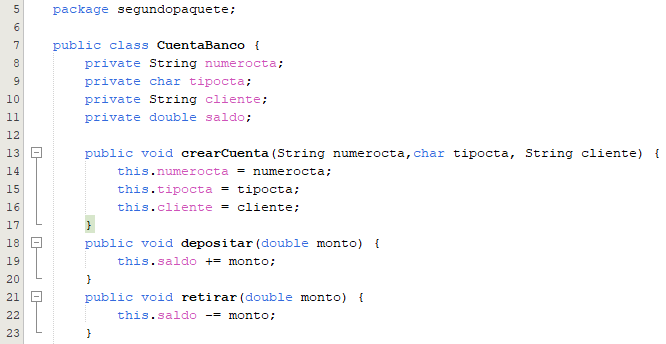 5 package segundopaquete;
6
7 public class CuentaBanco {
8 private String numerocta;
9 private char tipocta;
10 private String cliente;
11 private double saldo;
12
13 public void crearCuenta(String numerocta,char tipocta, String cliente) {
14 this.numerocta = numerocta;
15 this.tipocta = tipocta;
16 this.cliente = cliente;
17 }
18 public void depositar(double monto) {
19 this.saldo += monto;
20 }
21 public void retirar(double monto) {
22 this.saldo -= monto;
23 }